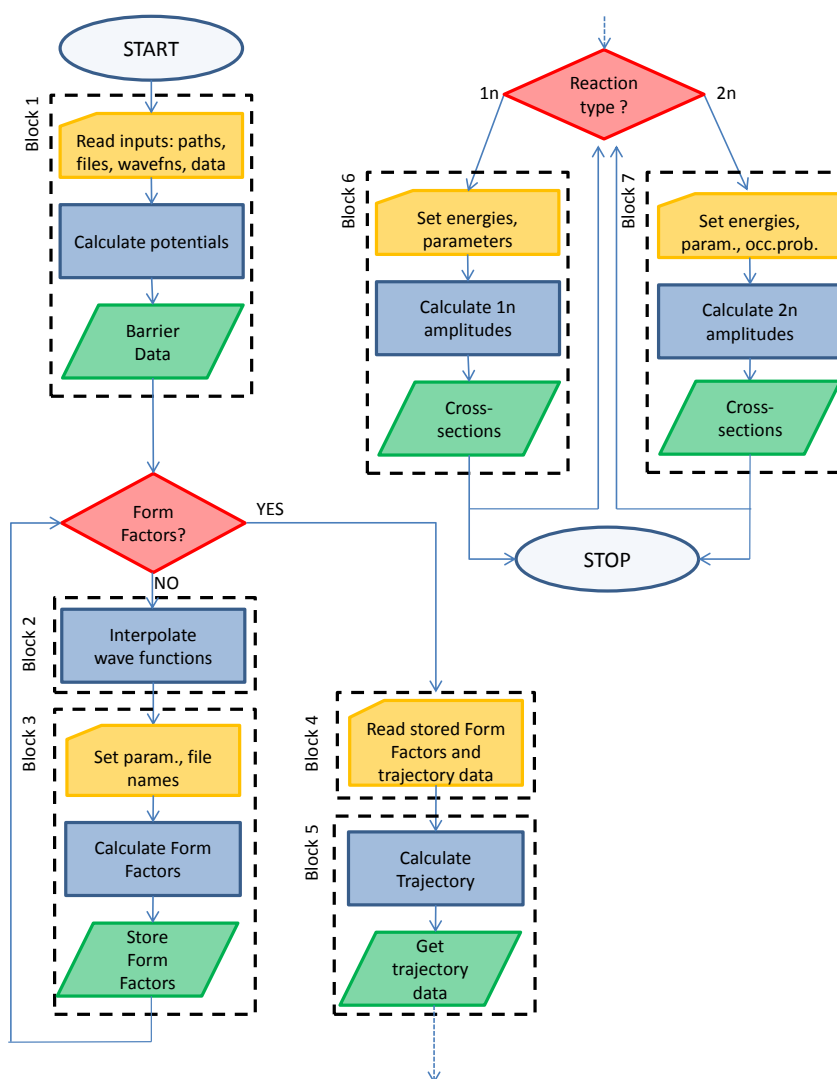 START
Block 1
Read inputs: paths,
files, wavefns, data
Calculate potentials
Barrier
Data
Form
Factors?
YES
NO
Block 2
Interpolate
wave functions
Block 3
Set param., file
names
Calculate Form
Factors
Store
Form
Factors
Block 4
Read stored Form
Factors and
trajectory data
Block 5
Calculate
Trajectory
Get
trajectory
data
Reaction
type ?
1n
2n
Block 6
Set energies,
parameters
Calculate 1n
amplitudes
Cross-
sections
Block 7
Set energies,
param., occ.prob.
Calculate 2n
amplitudes
Cross-
sections
STOP